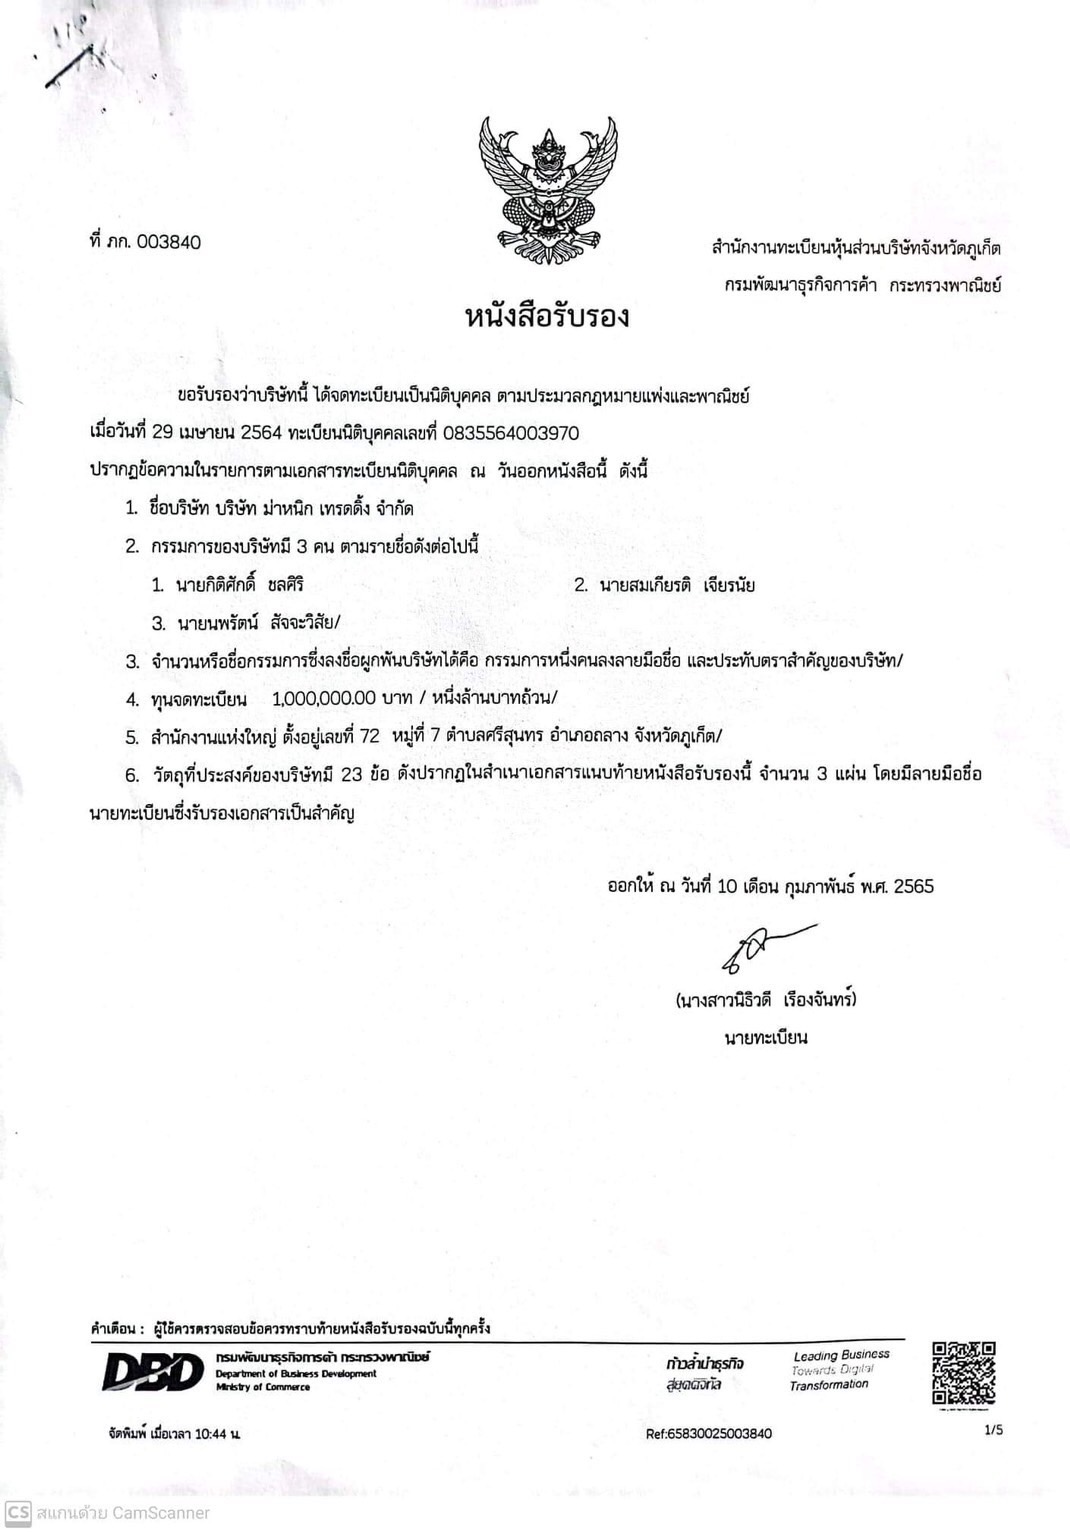 ที่ ภก. 003840
สำนักงานทะเบียนหุ้นส่วนบริษัทจังหวัดภูเก็ต
กรมพัฒนาธุรกิจการค้า กระทรวงพาณิชย์
หนังสือรับรอง
ขอรับรองว่าบริษัทนี้ ได้จดทะเบียนเป็นนิติบุคคล ตามประมวลกฎหมายแพ่งและพาณิชย์
เมื่อวันที่ 29 เมษายน 2564 ทะเบียนนิติบุคคลเลขที่ 0835564003970
ปรากฏข้อความในรายการตามเอกสารทะเบียนนิติบุคคล ณ วันออกหนังสือนี้ ดังนี้
1. ชื่อบริษัท บริษัท ม่าหนิก เทรดดิ้ง จำกัด
2. กรรมการของบริษัทมี 3 คน ตามรายชื่อดังต่อไปนี้
1. นายกิติศักดิ์ ชลศิริ 2. นายสมเกียรติ เจียรนัย
3. นายนพรัตน์ สัจจะวิสัย/
3. จำนวนหรือชื่อกรรมการซึ่งลงชื่อผูกพันบริษัทได้คือ กรรมการหนึ่งคนลงลายมือชื่อ และประทับตราสำคัญของบริษัท/
4. ทุนจดทะเบียน 1,000,000.00 บาท / หนึ่งล้านบาทถ้วน/
5. สำนักงานแห่งใหญ่ ตั้งอยู่เลขที่ 72 หมู่ที่ 7 ตำบลศรีสุนทร อำเภอถลาง จังหวัดภูเก็ต/
6. วัตถุที่ประสงค์ของบริษัทมี 23 ข้อ ดังปรากฏในสำเนาเอกสารแนบท้ายหนังสือรับรองนี้ จำนวน 3 แผ่น โดยมีลายมือชื่อ
นายทะเบียนซึ่งรับรองเอกสารเป็นสำคัญ
ออกให้ ณ วันที่ 10 เดือน กุมภาพันธ์ พ.ศ. 2565
(นางสาวนิธิวดี เรืองจันทร์)
นายทะเบียน
คำเตือน : ผู้ใช้ควรตรวจสอบข้อควรทราบท้ายหนังสือรับรองฉบับนี้ทุกครั้ง
DBD กรมพัฒนาธุรกิจการค้า กระทรวงพาณิชย์
Department of Business Development
Ministry of Commerce
ก้าวล้ำนำธุรกิจ
สู่ยุคดิจิทัล
Leading Business
Towards Digital
Transformation
จัดพิมพ์ เมื่อเวลา 10:44 น.
Ref:65830025003840
1/5
CS สแกนด้วย CamScanner